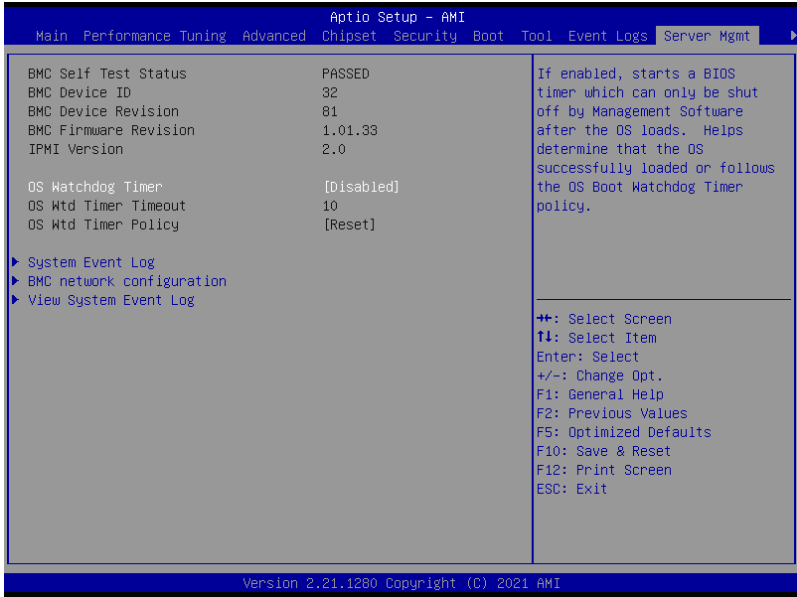 Aptio Setup – AMI
Main Performance Tuning Advanced Chipset Security Boot Tool Event Logs Server Mgmt
BMC Self Test Status PASSED
BMC Device ID 32
BMC Device Revision 81
BMC Firmware Revision 1.01.33
IPMI Version 2.0
OS Watchdog Timer [Disabled]
OS Wtd Timer Timeout 10
OS Wtd Timer Policy [Reset]
System Event Log
BMC network configuration
View System Event Log
If enabled, starts a BIOS
timer which can only be shut
off by Management Software
after the OS loads. Helps
determine that the OS
successfully loaded or follows
the OS Boot Watchdog Timer
policy.
→←: Select Screen
↑↓: Select Item
Enter: Select
+/-: Change Opt.
F1: General Help
F2: Previous Values
F5: Optimized Defaults
F10: Save & Reset
F12: Print Screen
ESC: Exit
Version 2.21.1280 Copyright (C) 2021 AMI